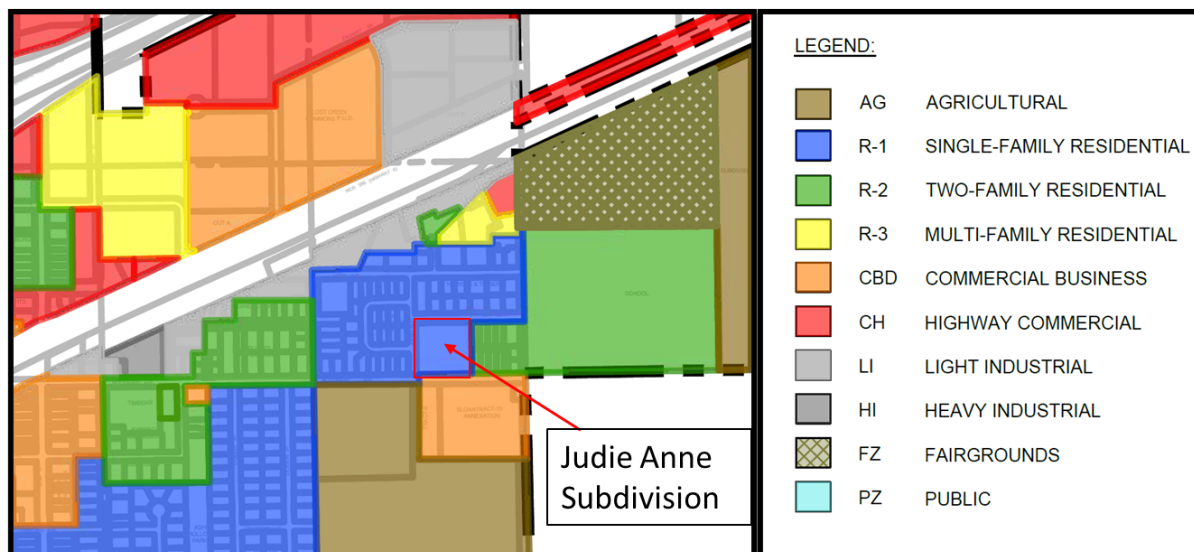 LEGEND:
AG AGRICULTURAL
R-1 SINGLE-FAMILY RESIDENTIAL
R-2 TWO-FAMILY RESIDENTIAL
R-3 MULTI-FAMILY RESIDENTIAL
CBD COMMERCIAL BUSINESS
CH HIGHWAY COMMERCIAL
LI LIGHT INDUSTRIAL
HI HEAVY INDUSTRIAL
FZ FAIRGROUNDS
PZ PUBLIC
SCHOOL
Judie Anne
Subdivision